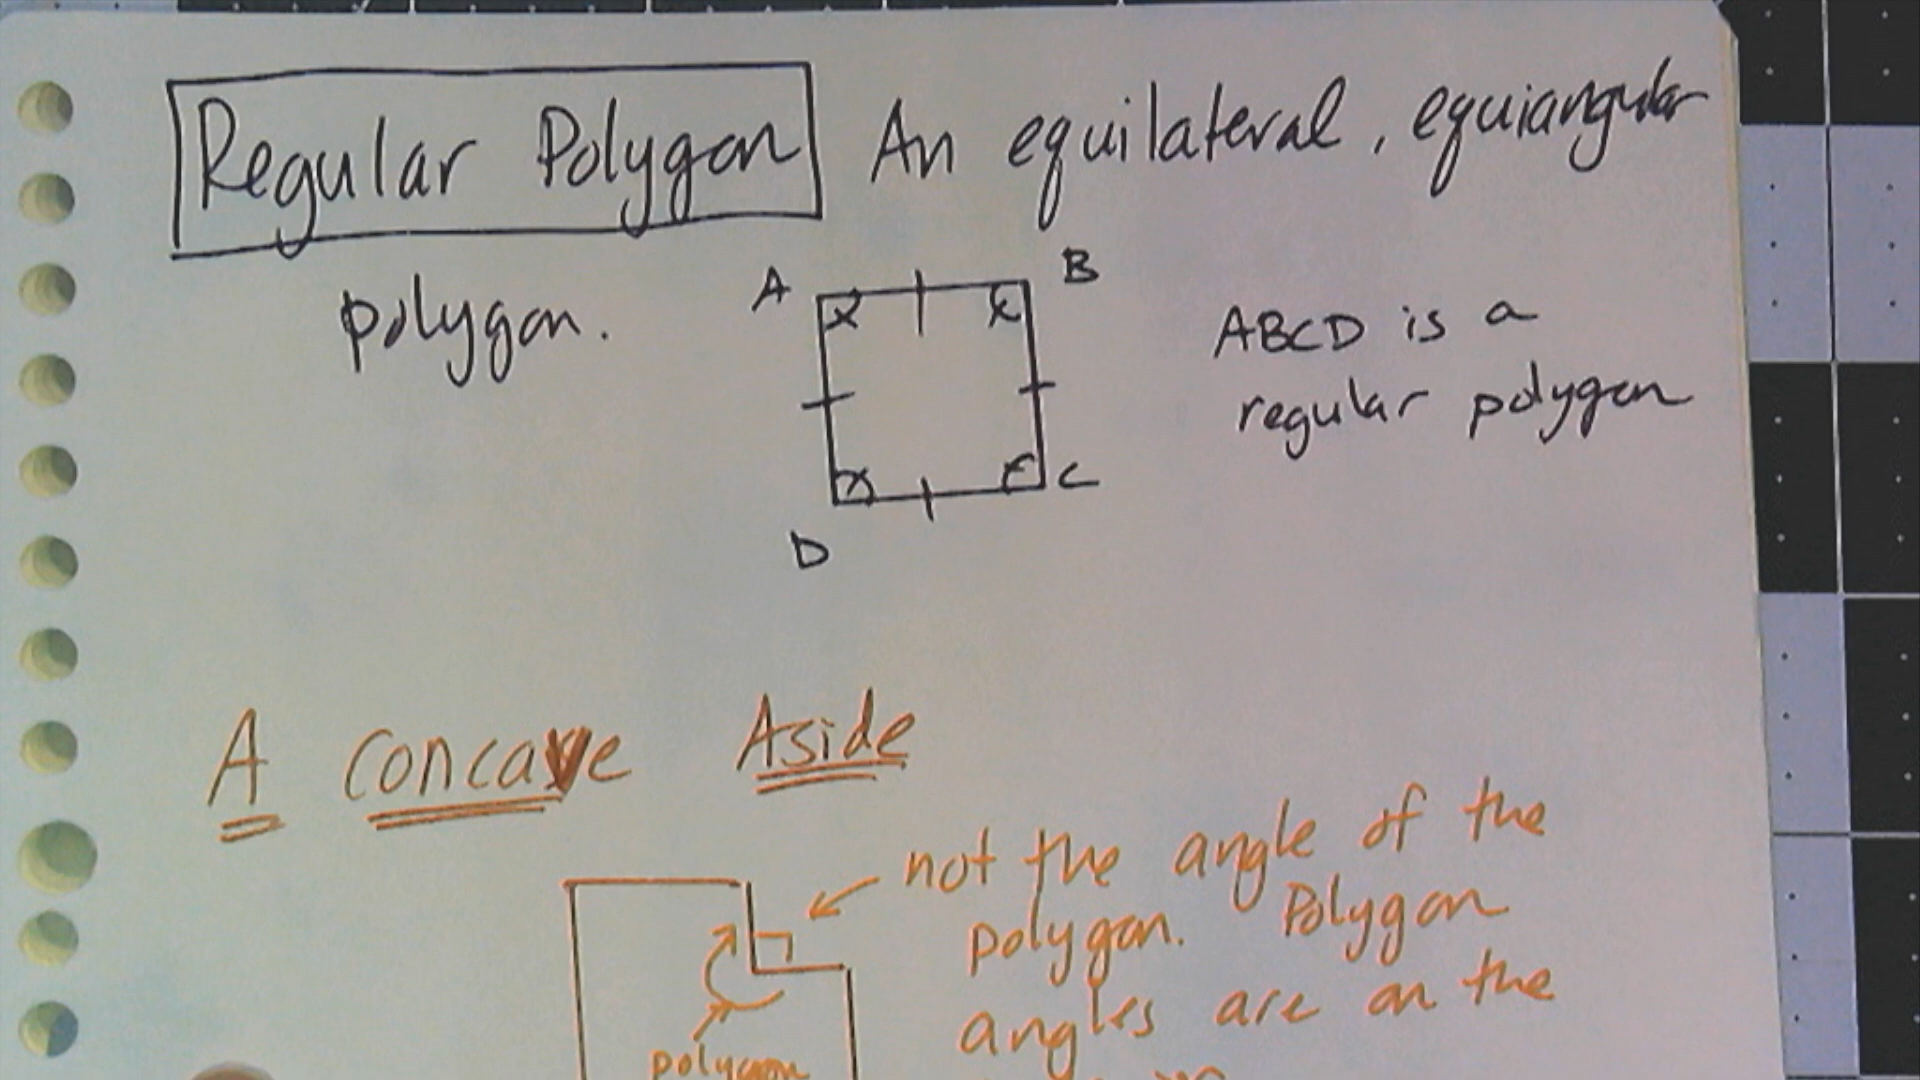 Regular Polygon An equilateral, equiangular
polygon.
A
B
C
D
ABCD is a
regular polygon
A concave Aside
not the angle of the
polygon. Polygon
angles are on the
polygon